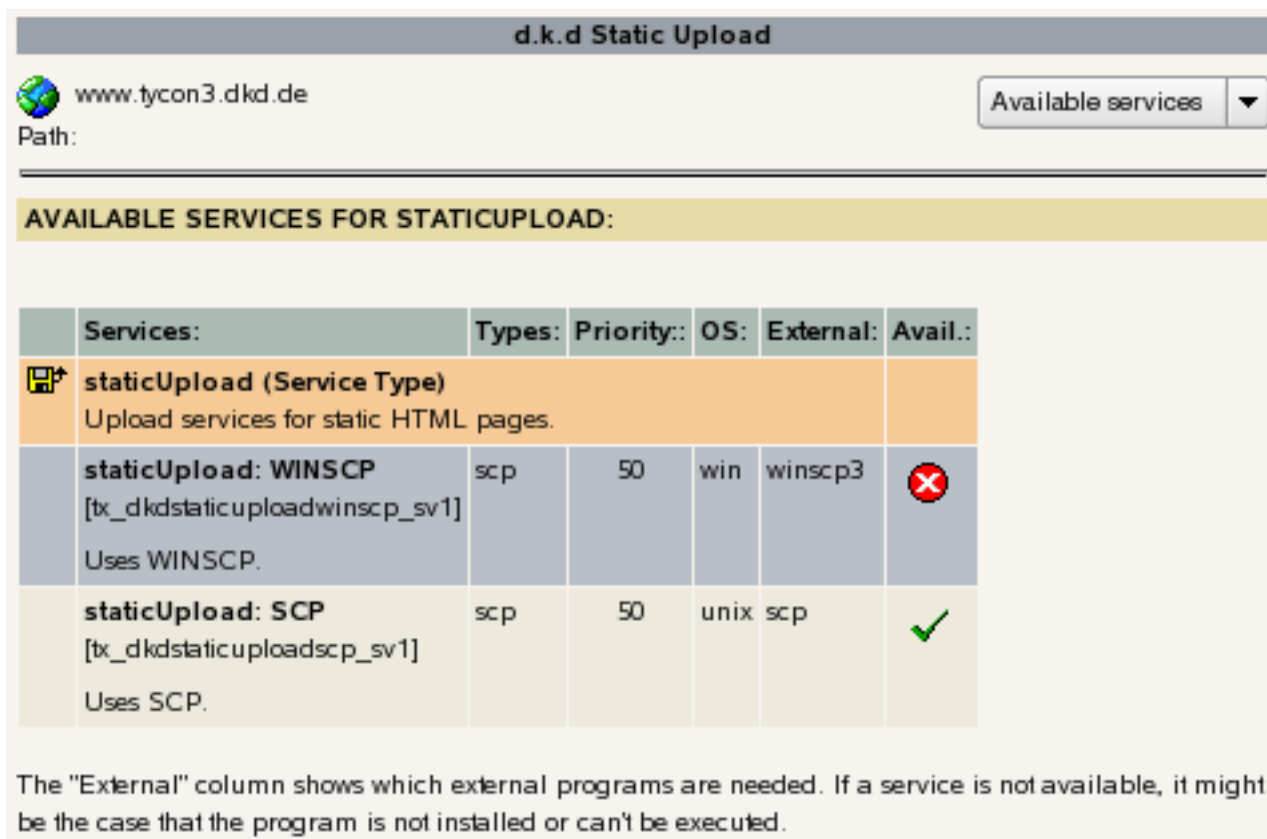 d.k.d Static Upload
www.tycon3.dkd.de
Available services
Path:
AVAILABLE SERVICES FOR STATICUPLOAD:
Services: Types: Priority:: OS: External: Avail.:
staticUpload (Service Type)
Upload services for static HTML pages.
staticUpload: WINSCP scp 50 win winscp3
[tx_dkdstaticuploadwinscp_sv1]
Uses WINSCP.
staticUpload: SCP scp 50 unix scp
[tx_dkdstaticuploadscp_sv1]
Uses SCP.
The "External" column shows which external programs are needed. If a service is not available, it might
be the case that the program is not installed or can't be executed.